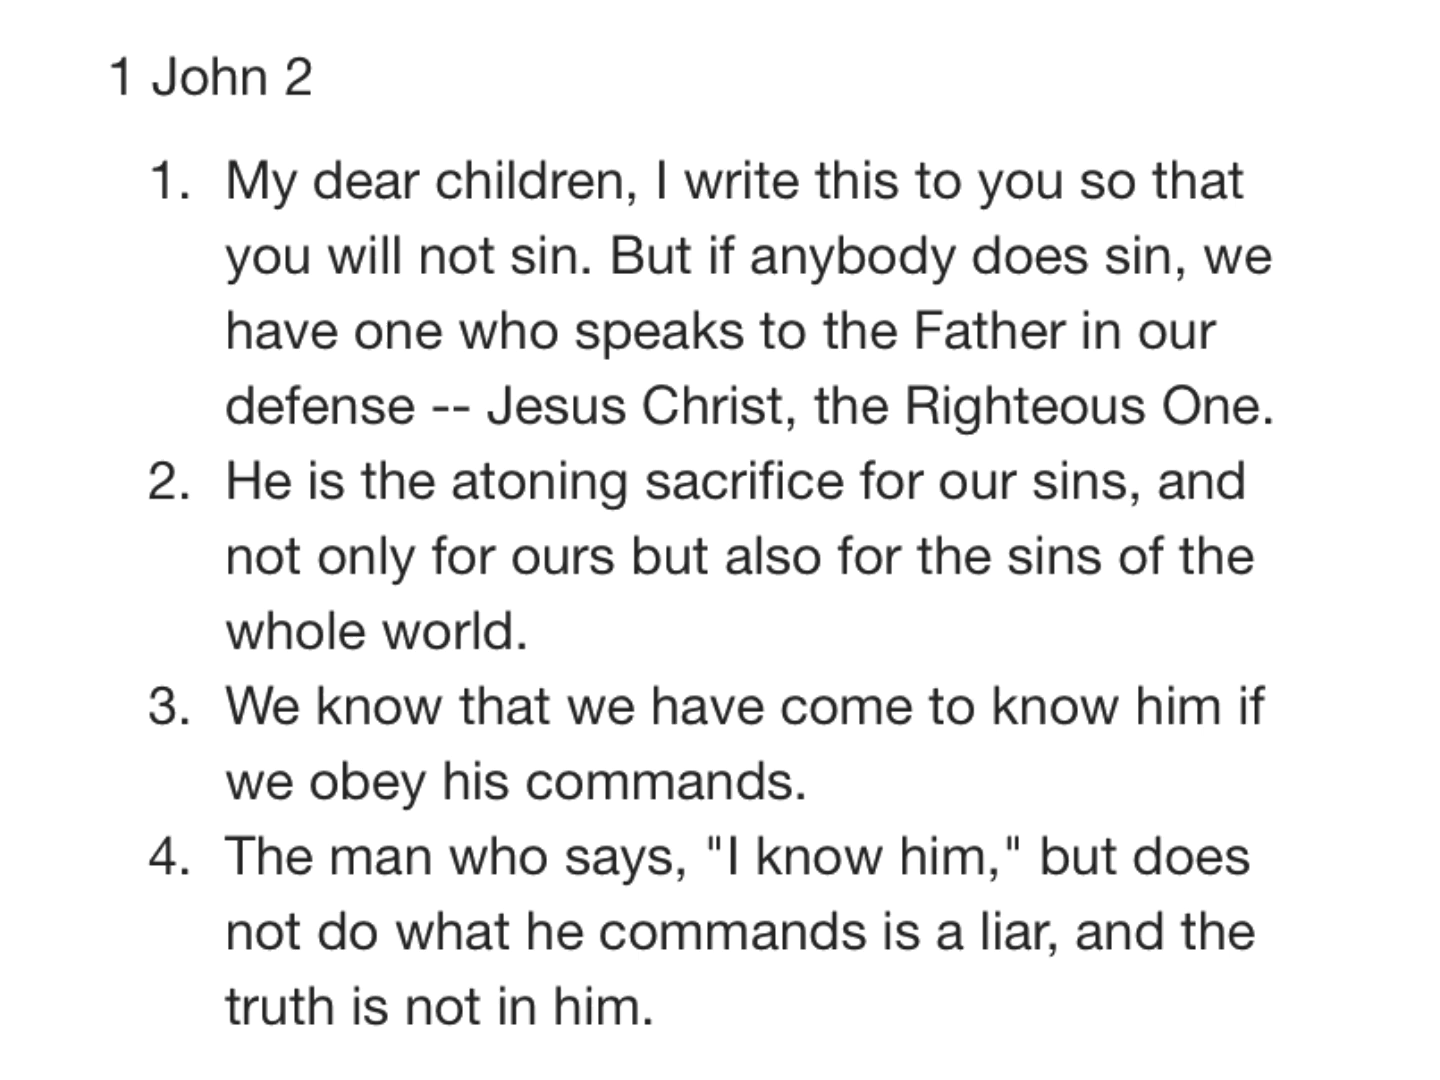 1 John 2
1. My dear children, I write this to you so that
you will not sin. But if anybody does sin, we
have one who speaks to the Father in our
defense -- Jesus Christ, the Righteous One.
2. He is the atoning sacrifice for our sins, and
not only for ours but also for the sins of the
whole world.
3. We know that we have come to know him if
we obey his commands.
4. The man who says, "I know him," but does
not do what he commands is a liar, and the
truth is not in him.